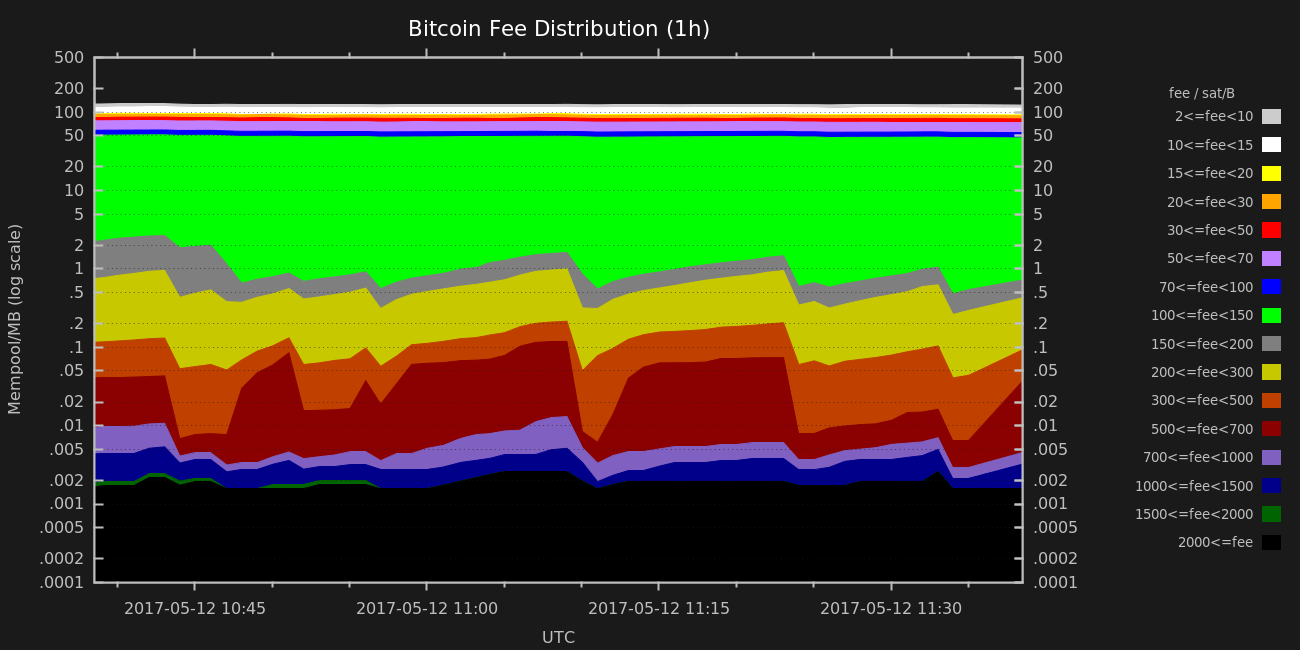 Bitcoin Fee Distribution (1h)
500
200
100
50
20
10
5
2
1
.5
.2
.1
.05
.02
.01
.005
.002
.001
.0005
.0002
.0001
Mempool/MB (log scale)
500
200
100
50
20
10
5
2
1
.5
.2
.1
.05
.02
.01
.005
.002
.001
.0005
.0002
.0001
2017-05-12 10:45 2017-05-12 11:00 2017-05-12 11:15 2017-05-12 11:30
UTC
fee / sat/B
2<=fee<10
10<=fee<15
15<=fee<20
20<=fee<30
30<=fee<50
50<=fee<70
70<=fee<100
100<=fee<150
150<=fee<200
200<=fee<300
300<=fee<500
500<=fee<700
700<=fee<1000
1000<=fee<1500
1500<=fee<2000
2000<=fee